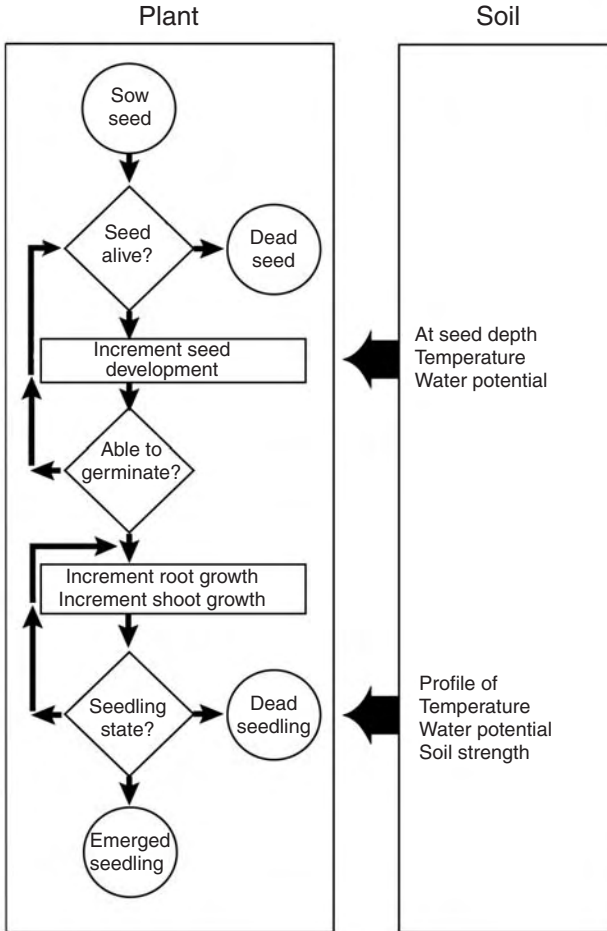 Plant
Soil
Sow
seed
Seed
alive?
Dead
seed
Increment seed
development
At seed depth
Temperature
Water potential
Able to
germinate?
Increment root growth
Increment shoot growth
Seedling
state?
Dead
seedling
Profile of
Temperature
Water potential
Soil strength
Emerged
seedling